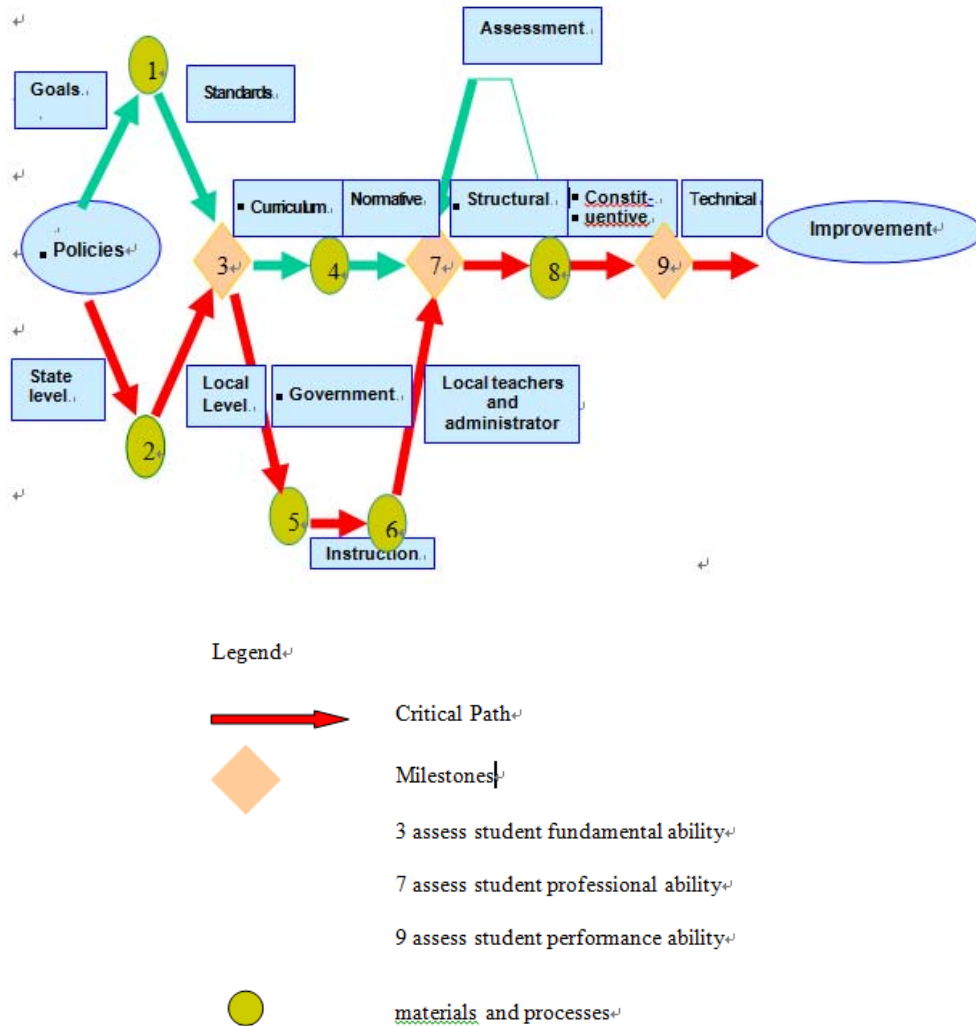 Assessment.
Goals.
1
Standards.
Curriculum.
Normative.
Structural.
Constit-
uentive.
Technical.
Policies
3
4
7
8
9
Improvement
State
level.
2
Local
Level.
Government.
Local teachers
and
administrator
5
6
Instruction.
Legend
Critical Path
Milestones
3 assess student fundamental ability
7 assess student professional ability
9 assess student performance ability
materials and processes